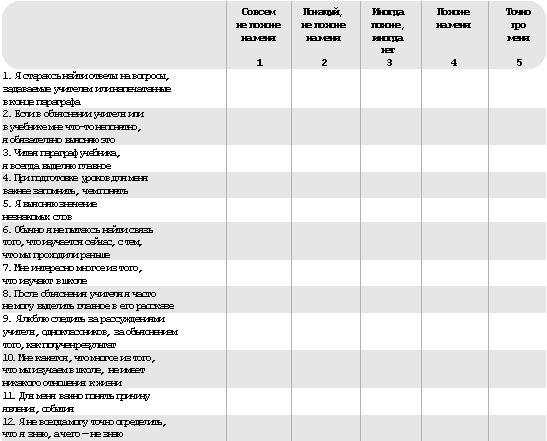 Совсем
не похоже
на меня
1
Пожалуй,
не похоже
на меня
2
Иногда
похоже,
иногда
нет
3
Похоже
на меня
4
Точно
про
меня
5
1. Я стараюсь найти ответы на вопросы,
задаваемые учителем или напечатанные
в конце параграфа
2. Если в объяснении учителя или
в учебнике мне что-то непонятно,
я обязательно выясняю это
3. Читая параграф учебника,
я всегда выделяю главное
4. При подготовке уроков для меня
важнее запомнить, чем понять
5. Я выясняю значение
незнакомых слов
6. Обычно я не пытаюсь найти связь
того, что изучается сейчас, с тем,
что мы проходили раньше
7. Мне интересно многое из того,
что изучают в школе
8. После объяснения учителя я часто
не могу выделить главное в его рассказе
9. Я люблю следить за рассуждениями
учителя, одноклассников, за объяснением
того, как получен результат
10. Мне кажется, что многое из того,
что мы изучаем в школе, не имеет
никакого отношения к жизни
11. Для меня важно понять причину
явления, события
12. Я не всегда могу точно определить,
что я знаю, а чего – не знаю